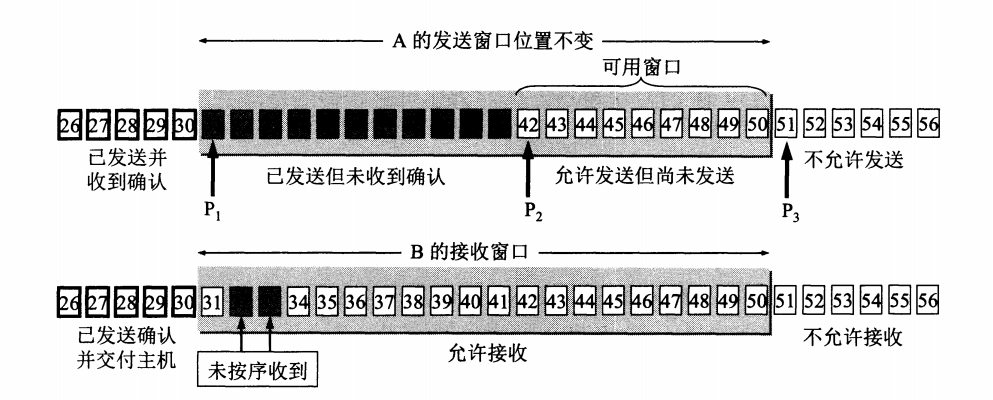 A 的发送窗口位置不变
可用窗口
26 27 28 29 30 42 43 44 45 46 47 48 49 50 51 52 53 54 55 56
已发送并
收到确认
已发送但未收到确认
允许发送但尚未发送
不允许发送
P1
P2
P3
B 的接收窗口
26 27 28 29 30 31 34 35 36 37 38 39 40 41 42 43 44 45 46 47 48 49 50 51 52 53 54 55 56
已发送确认
并交付主机
未按序收到
允许接收
不允许接收